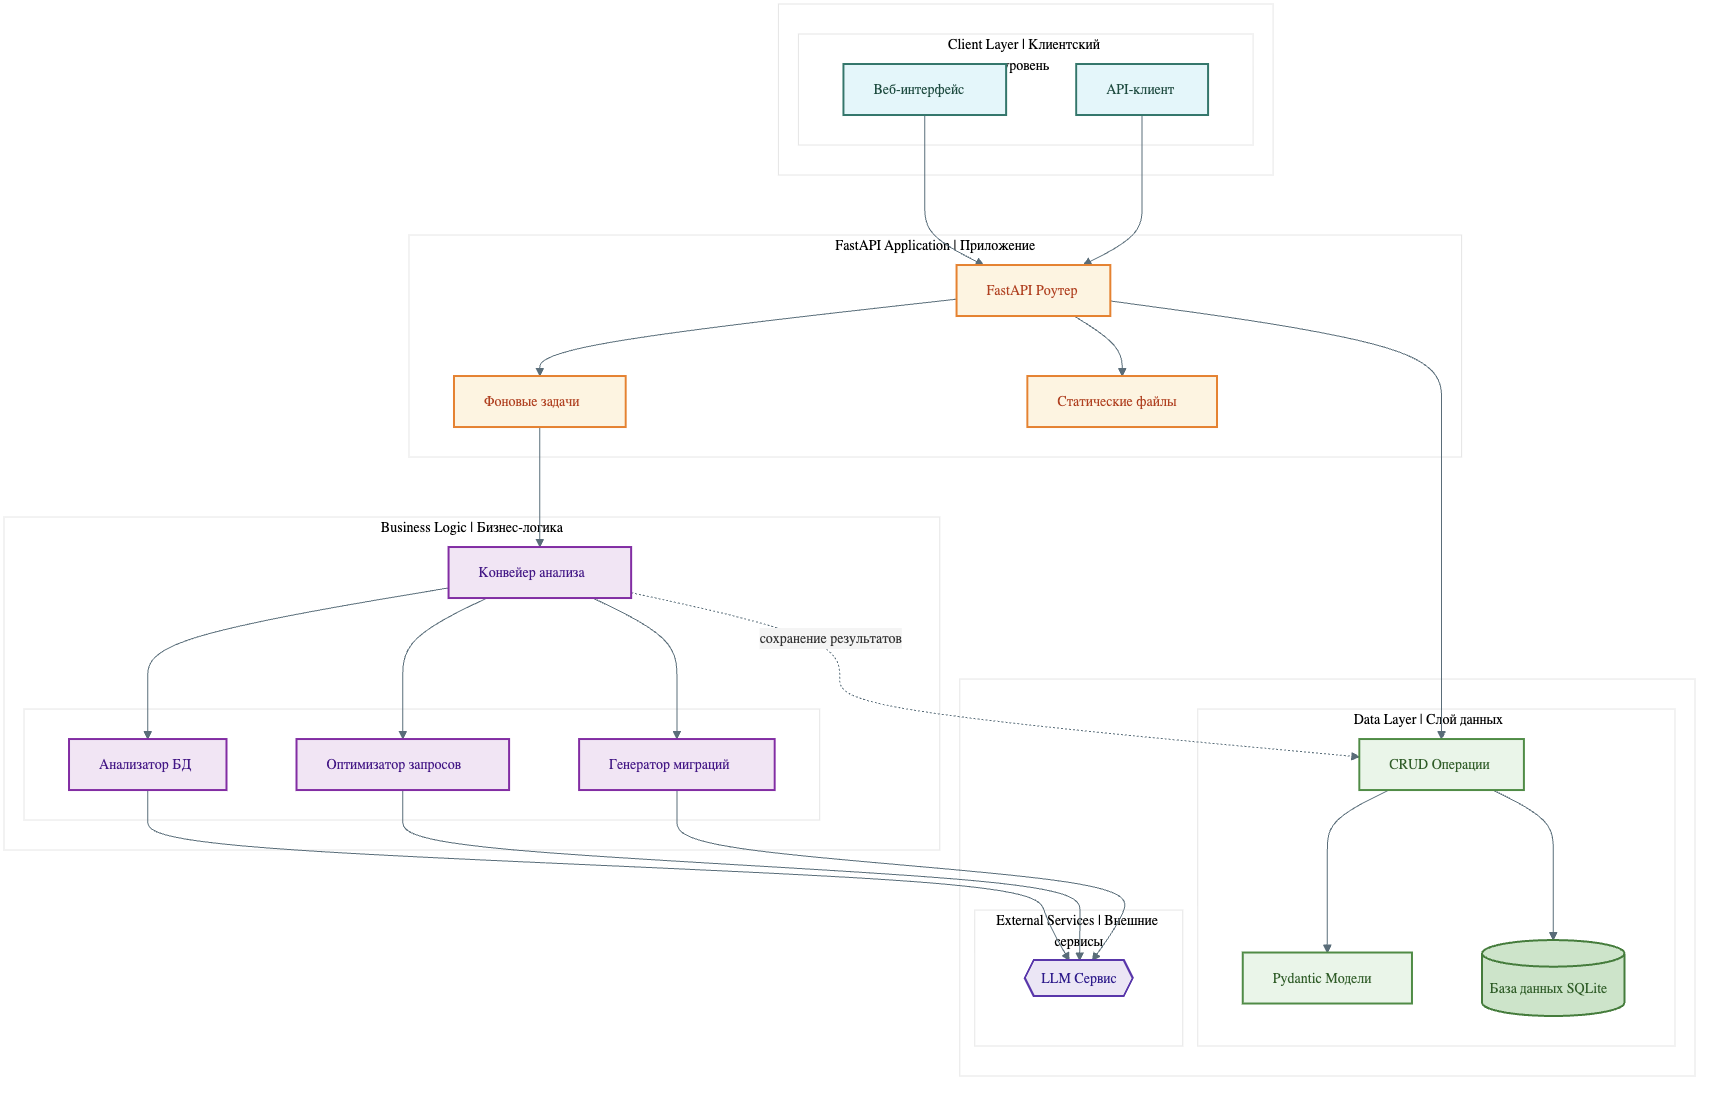 Client Layer | Клиентский
уровень
Веб-интерфейс
API-клиент
FastAPI Application | Приложение
FastAPI Роутер
Фоновые задачи
Статические файлы
Business Logic | Бизнес-логика
Конвейер анализа
сохранение результатов
Data Layer | Слой данных
Анализатор БД
Оптимизатор запросов
Генератор миграций
CRUD Операции
External Services | Внешние
сервисы
LLM Сервис
Pydantic Модели
База данных SQLite